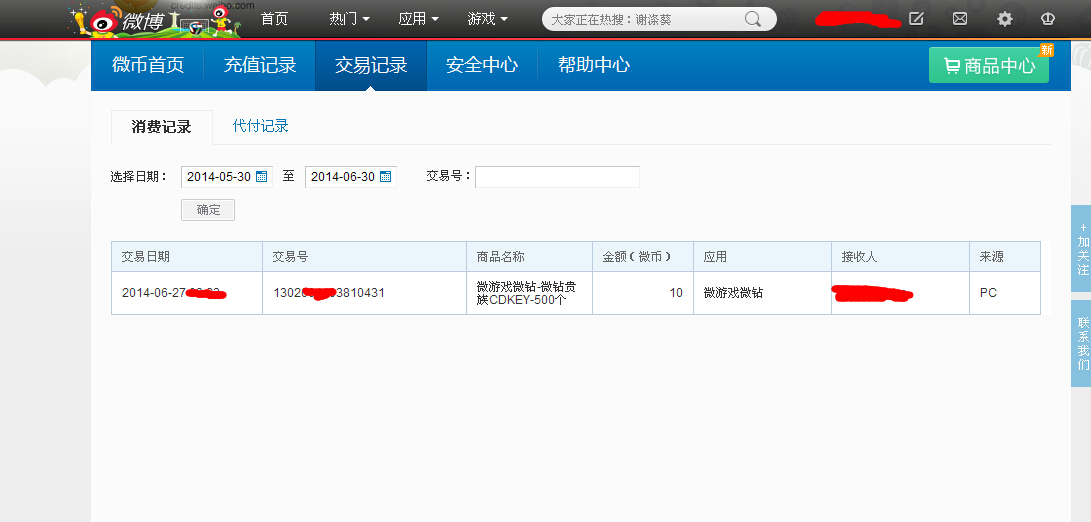 credits.weibo.com
微博
首页 热门 应用 游戏 大家正在热搜：谢涤葵
微币首页 充值记录 交易记录 安全中心 帮助中心 商品中心 新
消费记录 代付记录
选择日期： 2014-05-30 至 2014-06-30 交易号：
确定
交易日期 交易号 商品名称 金额（微币） 应用 接收人 来源
2014-06-27 1302 3810431 微游戏微钻-微钻贵 10 微游戏微钻 PC
族CDKEY-500个
+
加
关
注
联
系
我
们